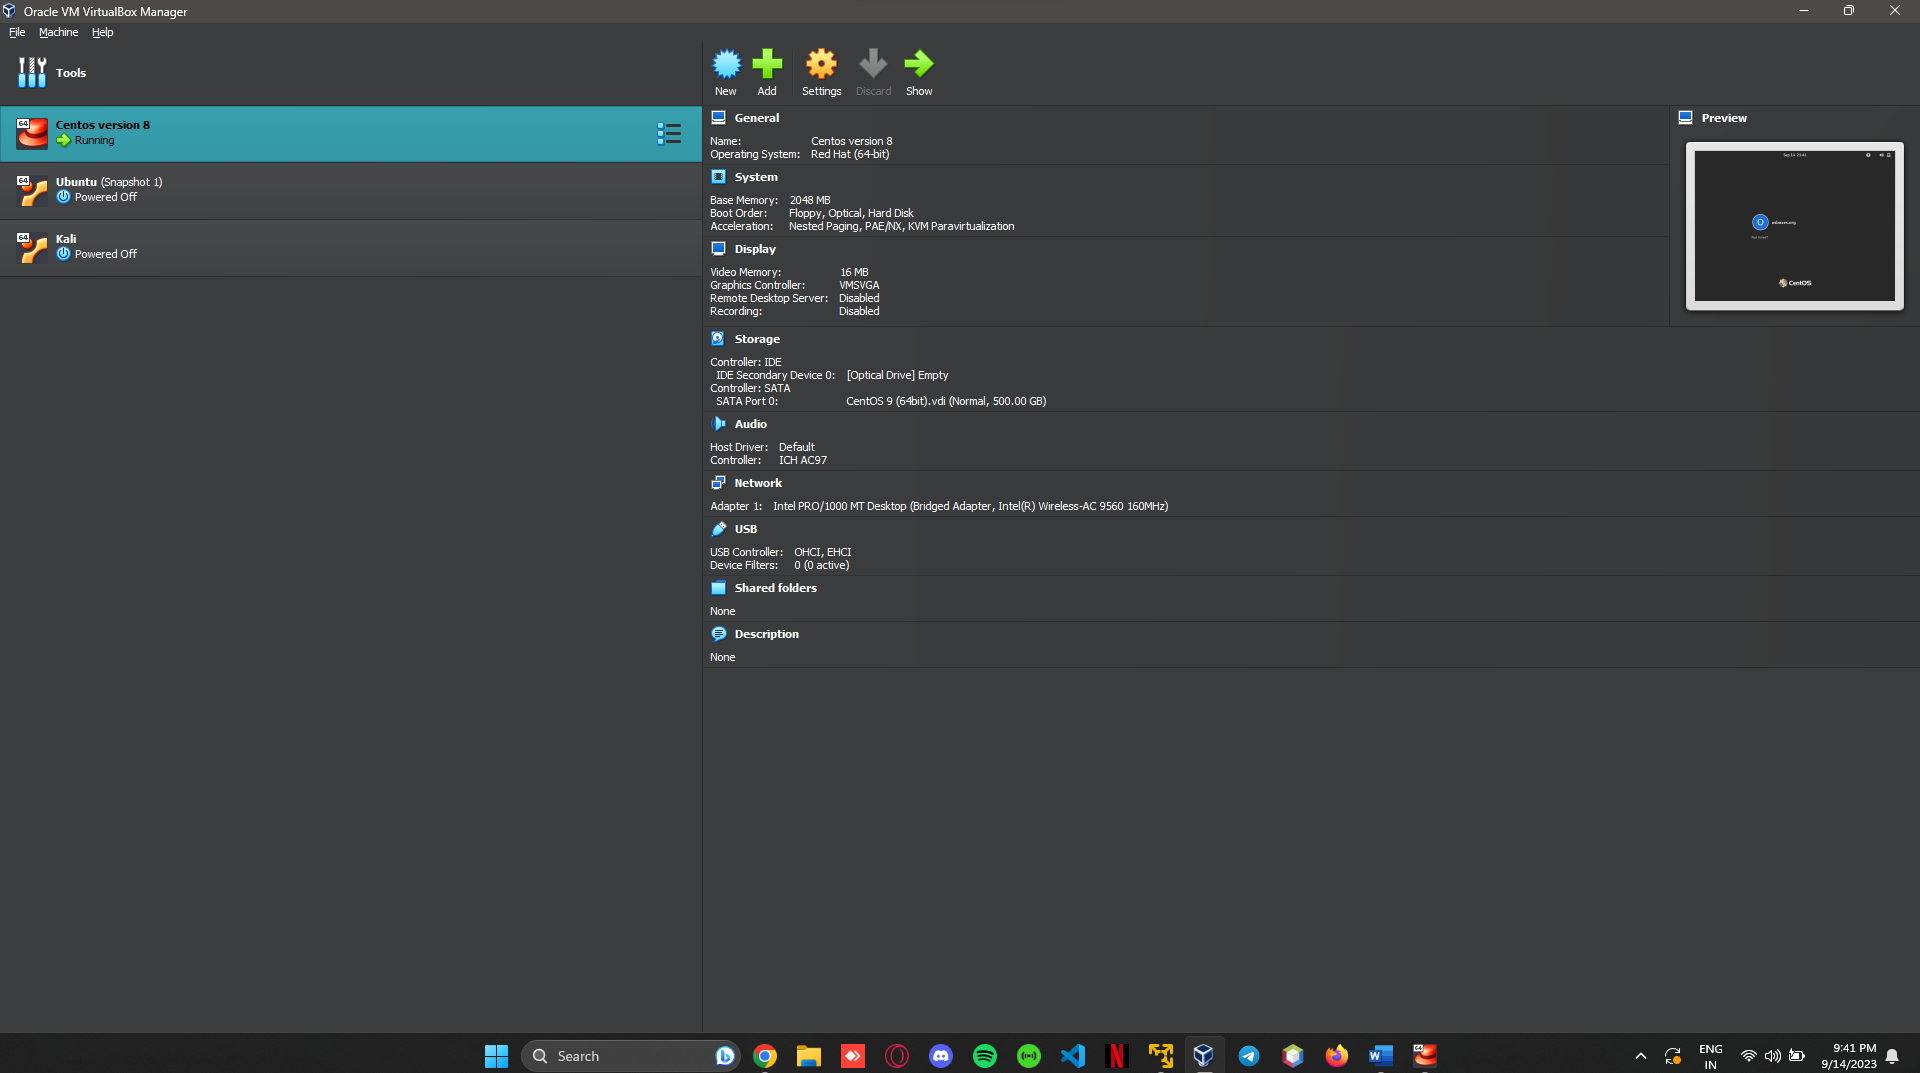 Oracle VM VirtualBox Manager
File Machine Help
Tools
New Add Settings Discard Show
64 Centos version 8
Running
64 Ubuntu (Snapshot 1)
Powered Off
64 Kali
Powered Off
General
Name: Centos version 8
Operating System: Red Hat (64-bit)
System
Base Memory: 2048 MB
Boot Order: Floppy, Optical, Hard Disk
Acceleration: Nested Paging, PAE/NX, KVM Paravirtualization
Display
Video Memory: 16 MB
Graphics Controller: VMSVGA
Remote Desktop Server: Disabled
Recording: Disabled
Storage
Controller: IDE
IDE Secondary Device 0: [Optical Drive] Empty
Controller: SATA
SATA Port 0: CentOS 9 (64bit).vdi (Normal, 500.00 GB)
Audio
Host Driver: Default
Controller: ICH AC97
Network
Adapter 1: Intel PRO/1000 MT Desktop (Bridged Adapter, Intel(R) Wireless-AC 9560 160MHz)
USB
USB Controller: OHCI, EHCI
Device Filters: 0 (0 active)
Shared folders
None
Description
None
Preview
Sep 14 21:41
O
CentOS
Search
ENG
IN
9:41 PM
9/14/2023